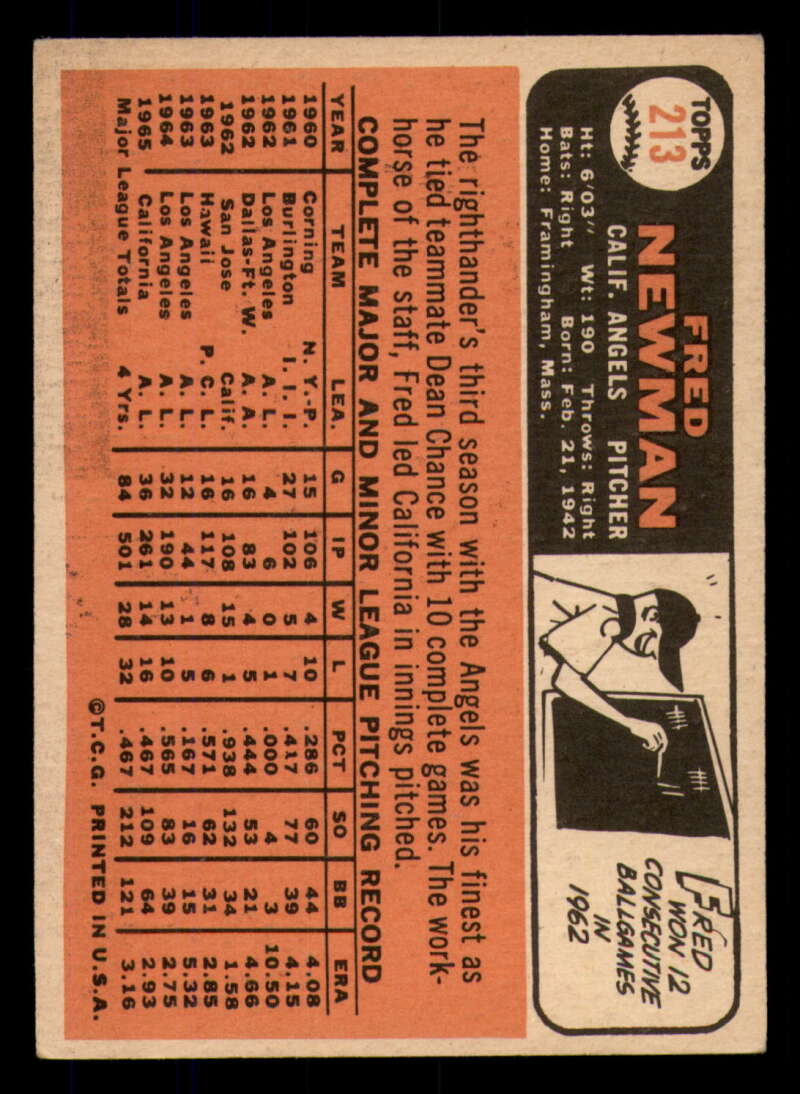 TOPPS
213
FRED
NEWMAN
CALIF. ANGELS PITCHER
Ht: 6'03" Wt: 190 Throws: Right
Bats: Right Born: Feb. 21, 1942
Home: Framingham, Mass.
FRED
WON 12
CONSECUTIVE
BALLGAMES
IN
1962
The righthander's third season with the Angels was his finest as
he tied teammate Dean Chance with 10 complete games. The work-
horse of the staff, Fred led California in innings pitched.
COMPLETE MAJOR AND MINOR LEAGUE PITCHING RECORD
YEAR TEAM LEA. G IP W L PCT SO BB ERA
1960 Corning N. Y.-P. 15 106 4 10 .286 60 44 4.08
1961 Burlington I. I. I. 27 102 5 7 .417 77 39 4.15
1962 Los Angeles A. L. 4 6 0 1 .000 4 3 10.50
1962 Dallas-Ft. W. A. A. 16 83 4 5 .444 53 21 4.66
1962 San Jose Calif. 16 108 15 1 .938 132 34 1.58
1963 Hawaii P. C. L. 16 117 8 6 .571 62 31 2.85
1963 Los Angeles A. L. 12 44 1 5 .167 16 15 5.32
1964 Los Angeles A. L. 32 190 13 10 .565 83 39 2.75
1965 California A. L. 36 261 14 16 .467 109 64 2.93
Major League Totals 4 Yrs. 84 501 28 32 .467 212 121 3.16
©T.C.G. PRINTED IN U.S.A.